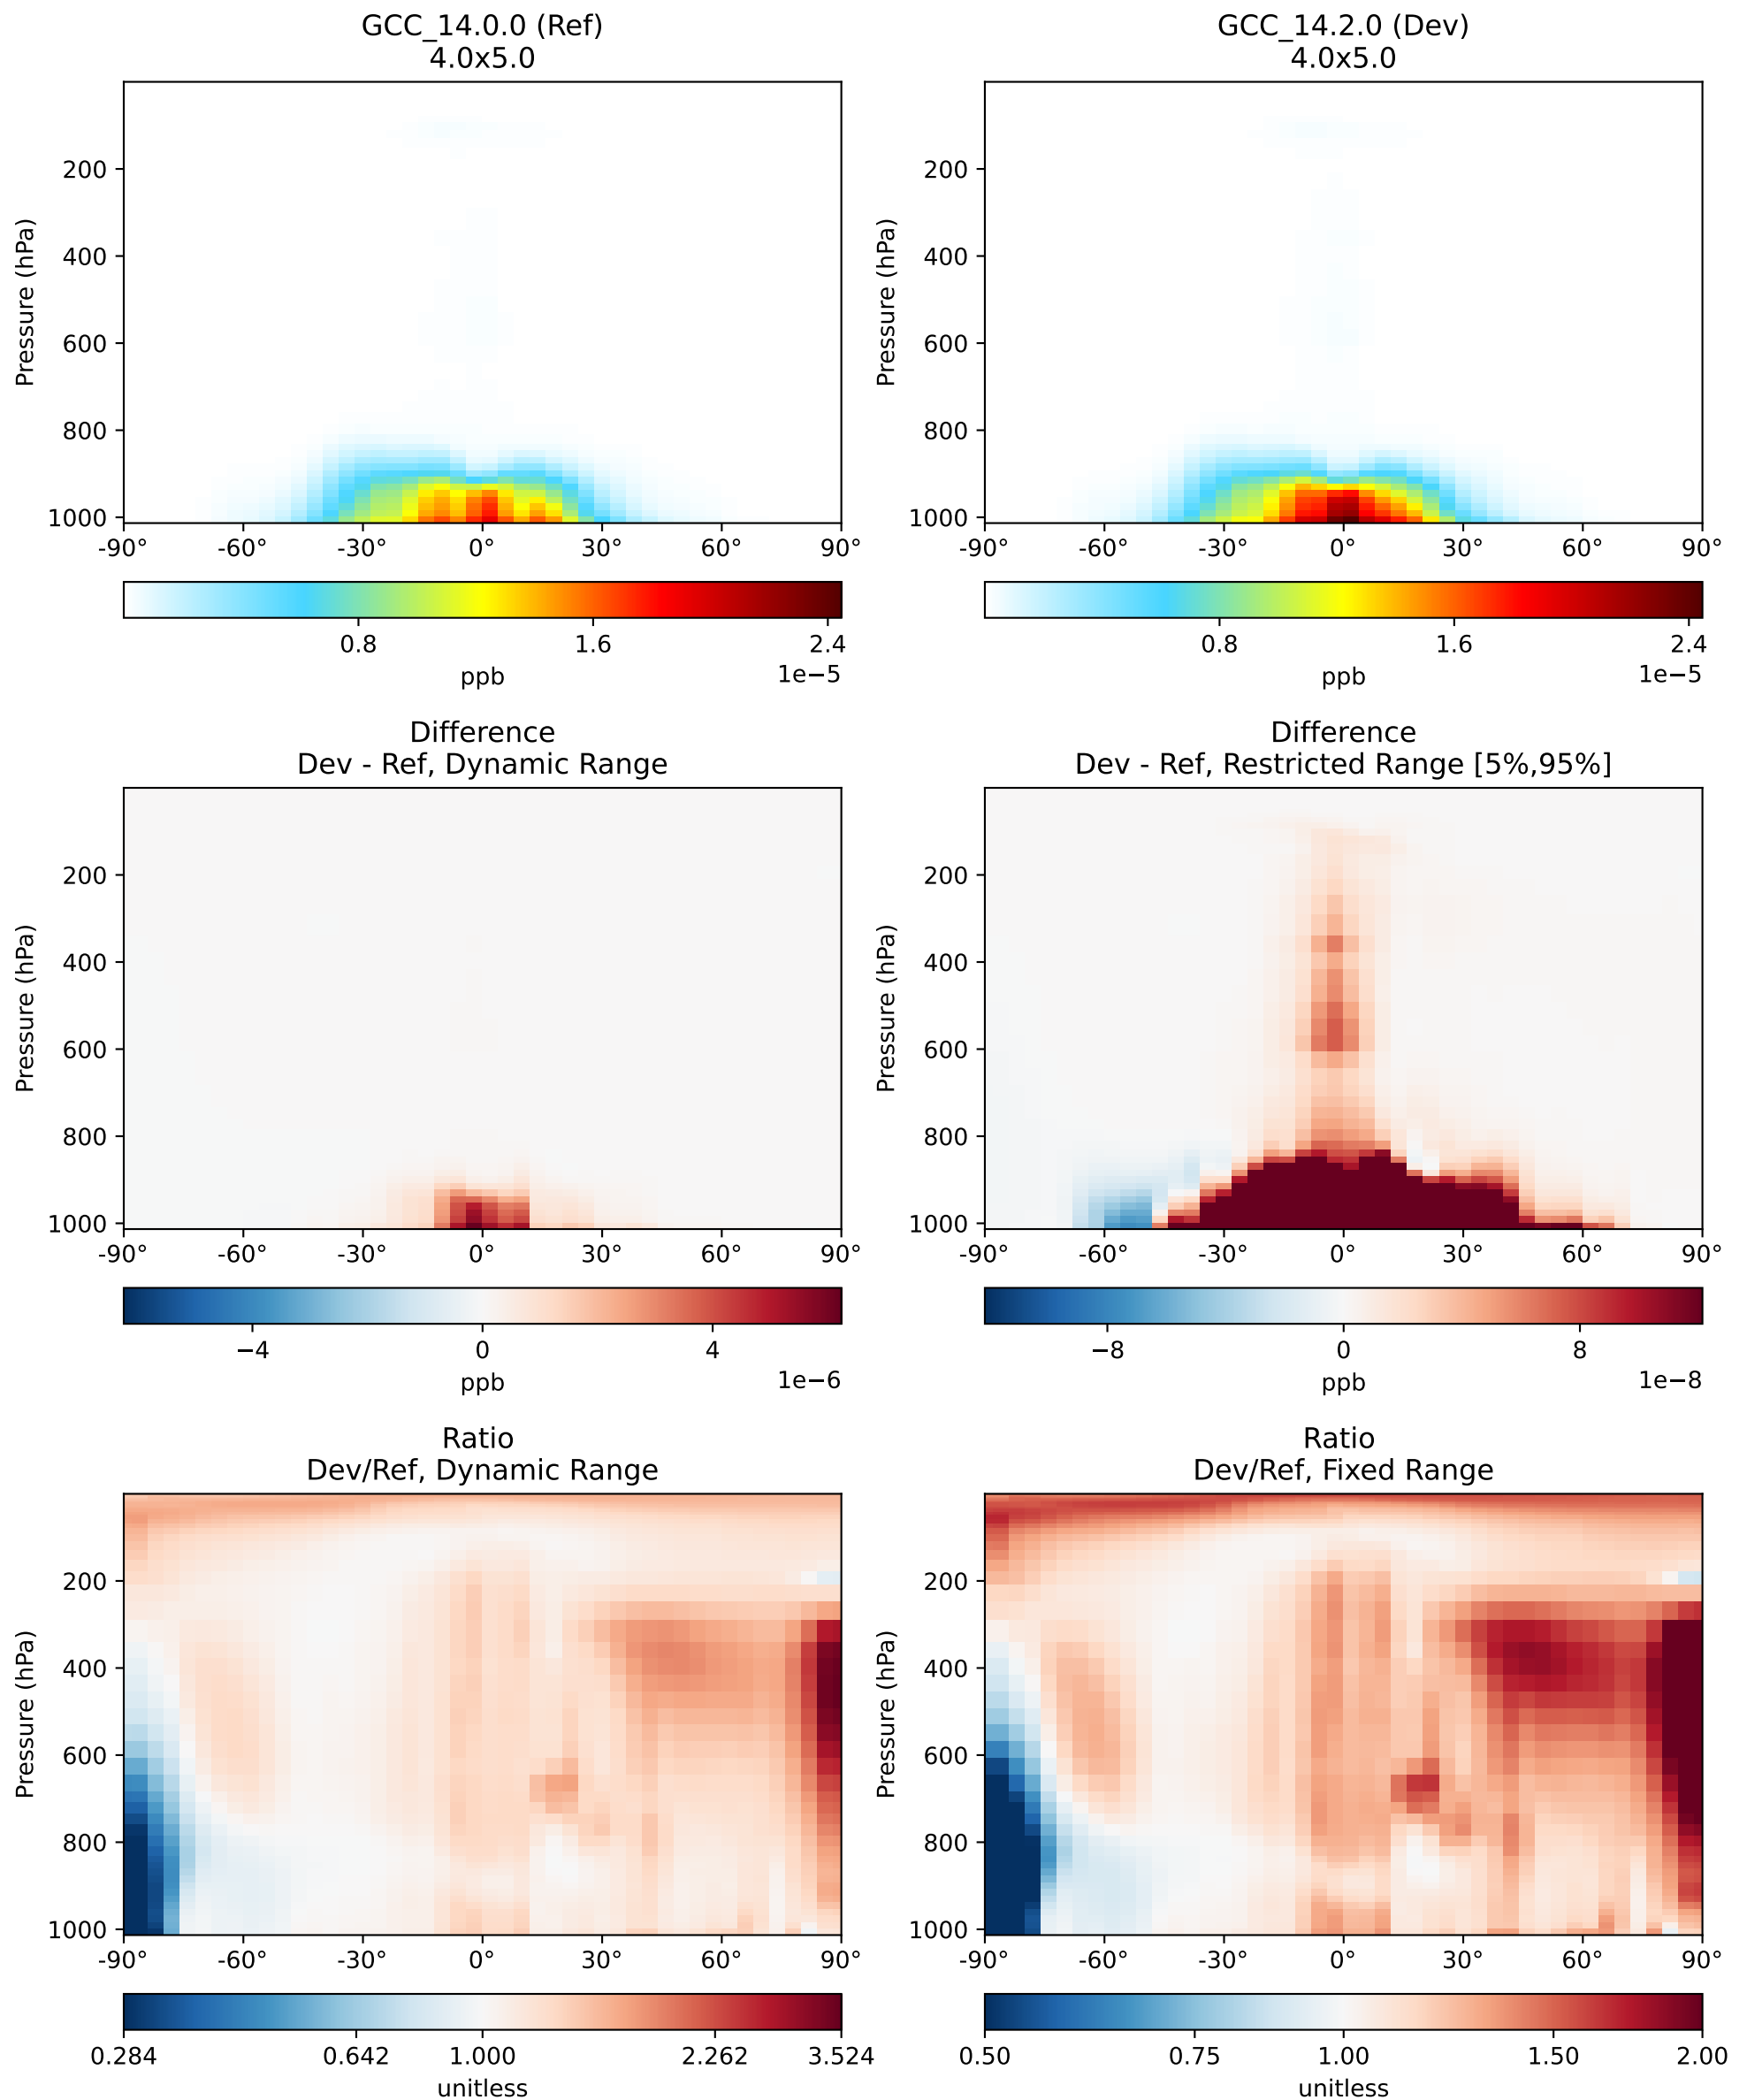 GCC_14.0.0 (Ref)
4.0x5.0
GCC_14.2.0 (Dev)
4.0x5.0
Pressure (hPa)
200
400
600
800
1000
-90° -60° -30° 0° 30° 60° 90°
0.8 1.6 2.4
ppb
1e−5
Pressure (hPa)
200
400
600
800
1000
-90° -60° -30° 0° 30° 60° 90°
0.8 1.6 2.4
ppb
1e−5
Difference
Dev - Ref, Dynamic Range
Difference
Dev - Ref, Restricted Range [5%,95%]
Pressure (hPa)
200
400
600
800
1000
-90° -60° -30° 0° 30° 60° 90°
−4 0 4
ppb
1e−6
Pressure (hPa)
200
400
600
800
1000
-90° -60° -30° 0° 30° 60° 90°
−8 0 8
ppb
1e−8
Ratio
Dev/Ref, Dynamic Range
Ratio
Dev/Ref, Fixed Range
Pressure (hPa)
200
400
600
800
1000
-90° -60° -30° 0° 30° 60° 90°
0.284 0.642 1.000 2.262 3.524
unitless
Pressure (hPa)
200
400
600
800
1000
-90° -60° -30° 0° 30° 60° 90°
0.50 0.75 1.00 1.50 2.00
unitless